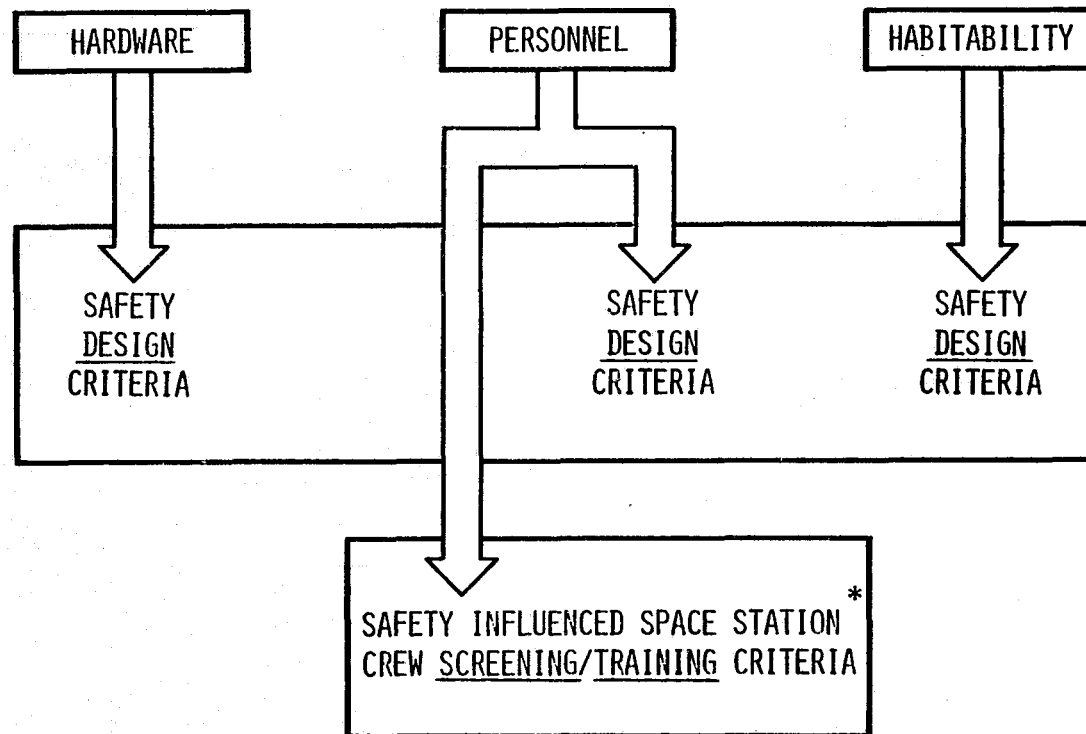 HARDWARE
PERSONNEL
HABITABILITY
SAFETY
DESIGN
CRITERIA
SAFETY
DESIGN
CRITERIA
SAFETY
DESIGN
CRITERIA
SAFETY INFLUENCED SPACE STATION*
CREW SCREENING/TRAINING CRITERIA